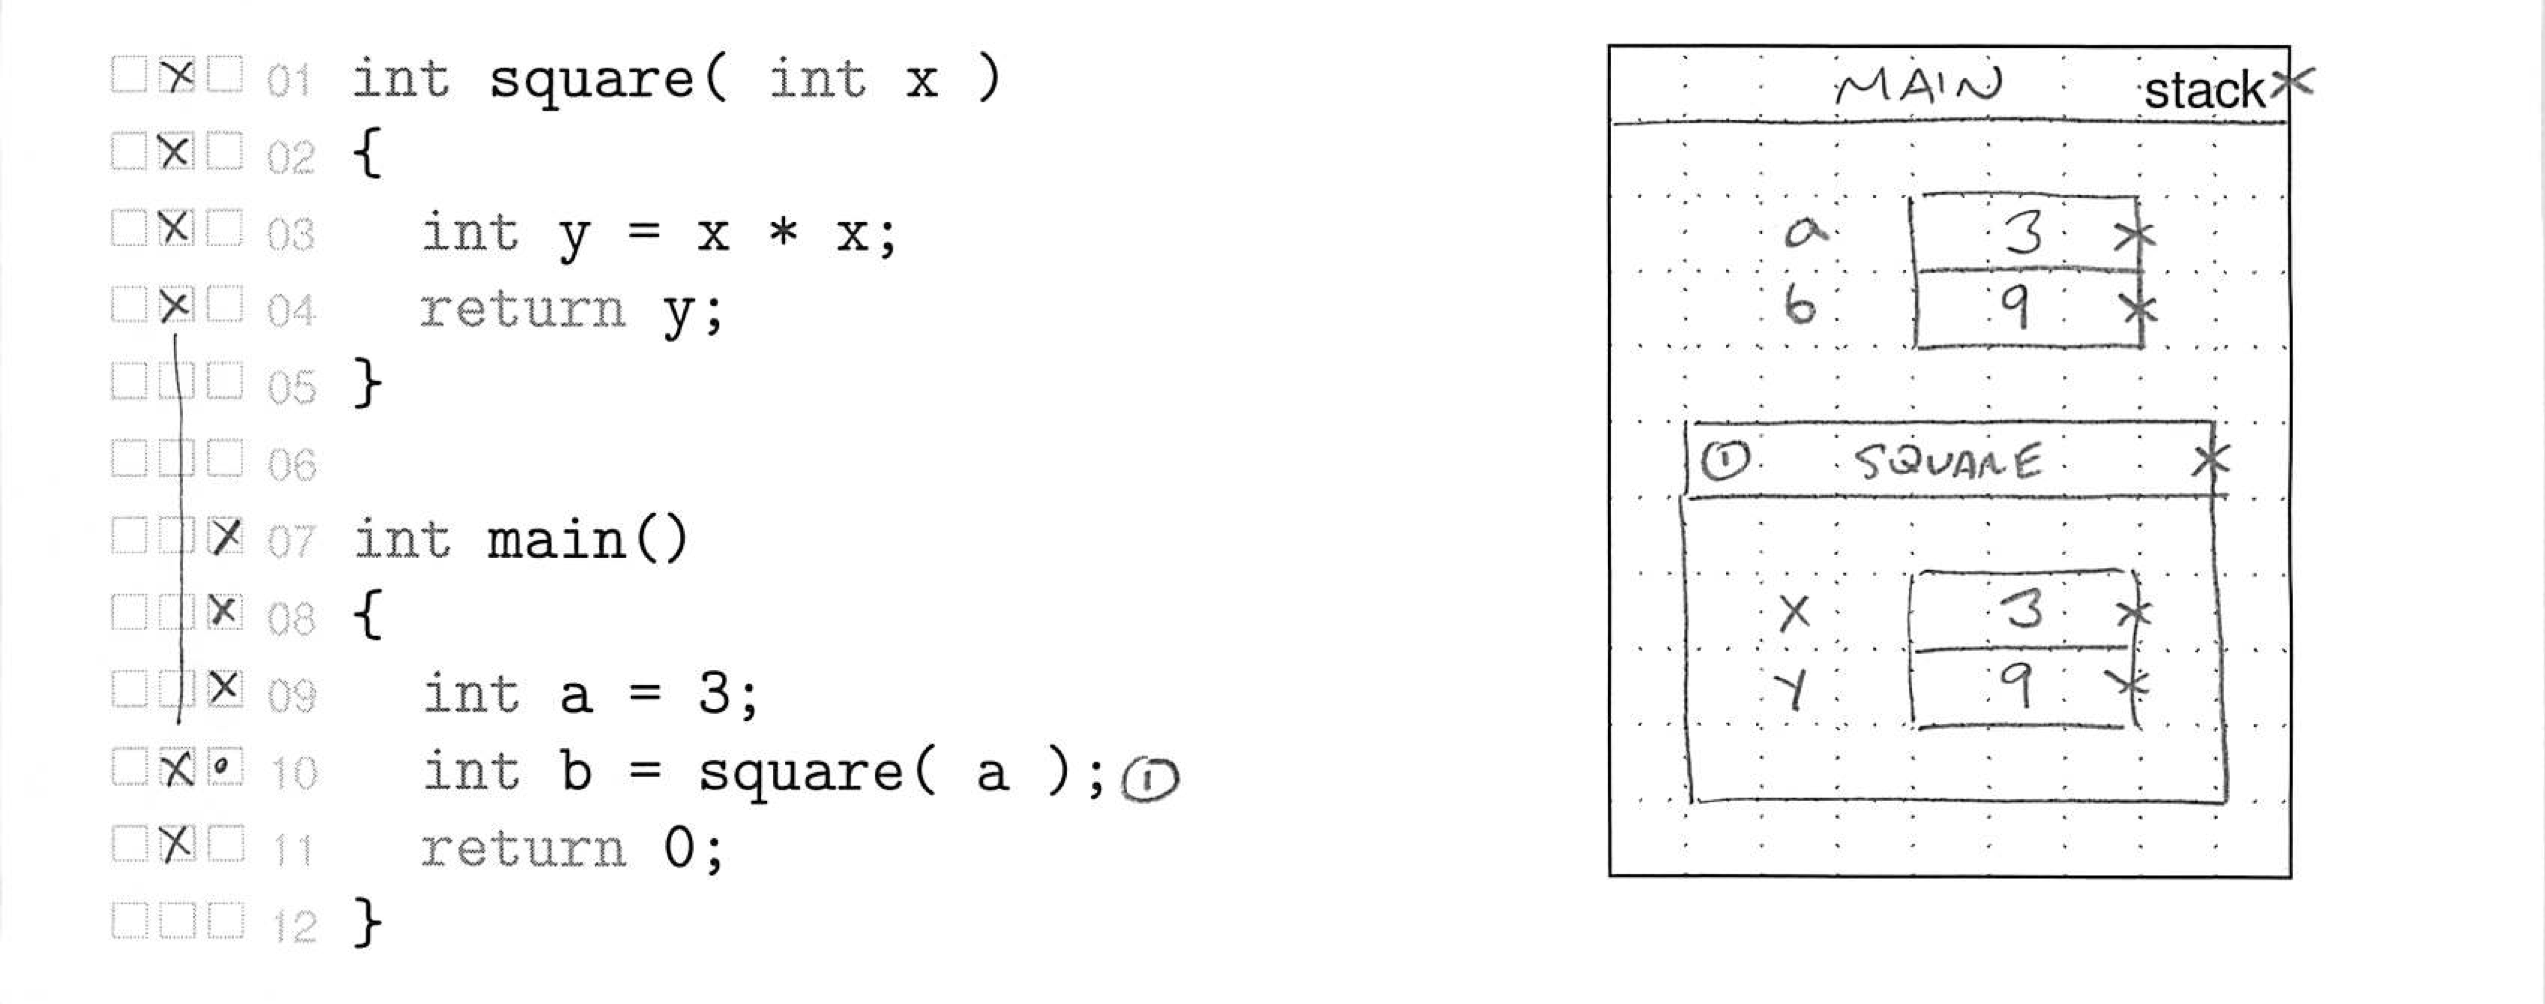 01 int square( int x )
02 {
03 int y = x * x;
04 return y;
05 }
06
07 int main()
08 {
09 int a = 3;
10 int b = square( a ); ①
11 return 0;
12 }
MAIN stack
a 3
b 9
① SQUARE
x 3
y 9